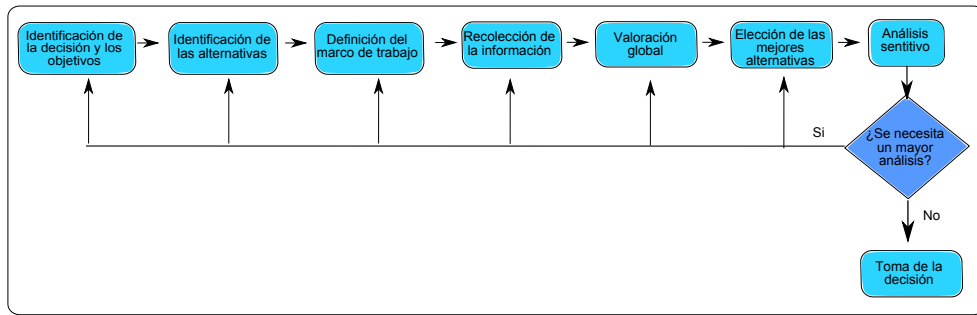 Identificación de
la decisión y los
objetivos
Identificación de
las alternativas
Definición del
marco de trabajo
Recolección de
la información
Valoración
global
Elección de las
mejores
alternativas
Análisis
sentitivo
Si
¿Se necesita
un mayor
análisis?
No
Toma de la
decisión